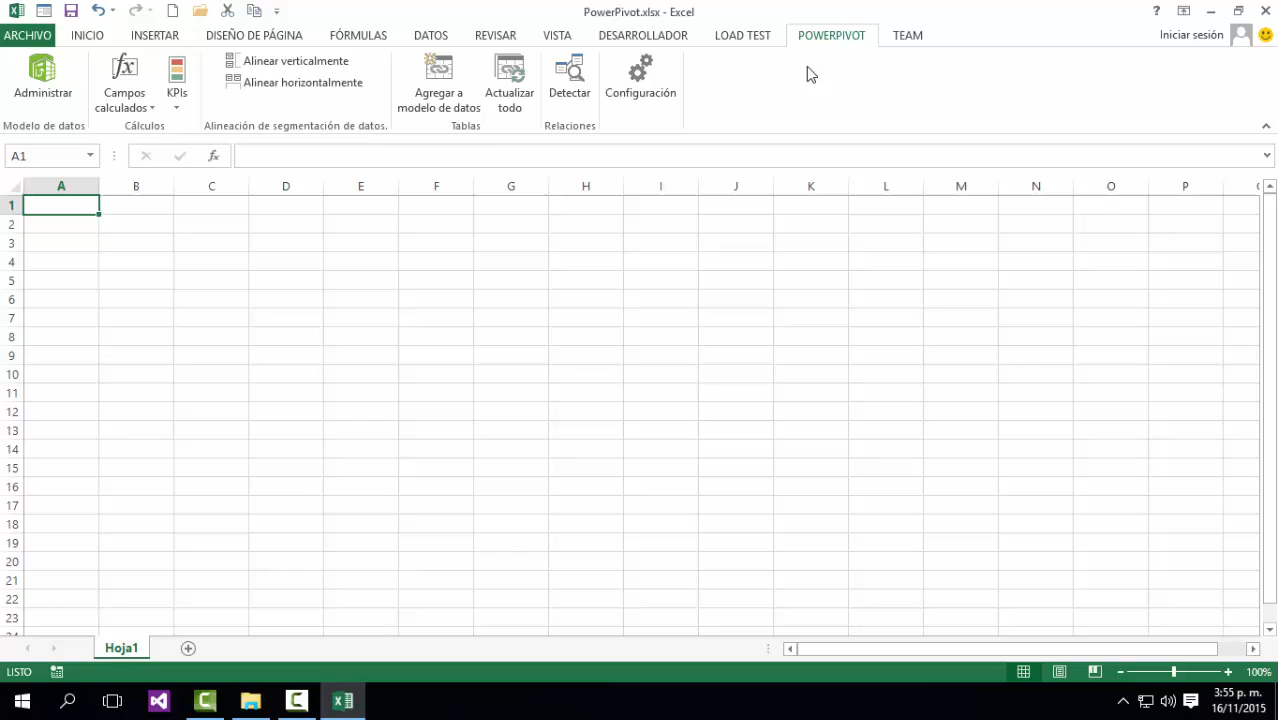 PowerPivot.xlsx - Excel
?
ARCHIVO INICIO INSERTAR DISEÑO DE PÁGINA FÓRMULAS DATOS REVISAR VISTA DESARROLLADOR LOAD TEST POWERPIVOT TEAM Iniciar sesión
Administrar
Modelo de datos
fx
Campos
calculados
KPIs
Cálculos
Alinear verticalmente
Alinear horizontalmente
Alineación de segmentación de datos.
Agregar a
modelo de datos
Actualizar
todo
Tablas
Detectar
Relaciones
Configuración
A1
fx
A B C D E F G H I J K L M N O P
1
2
3
4
5
6
7
8
9
10
11
12
13
14
15
16
17
18
19
20
21
22
23
Hoja1
LISTO
100%
3:55 p. m.
16/11/2015